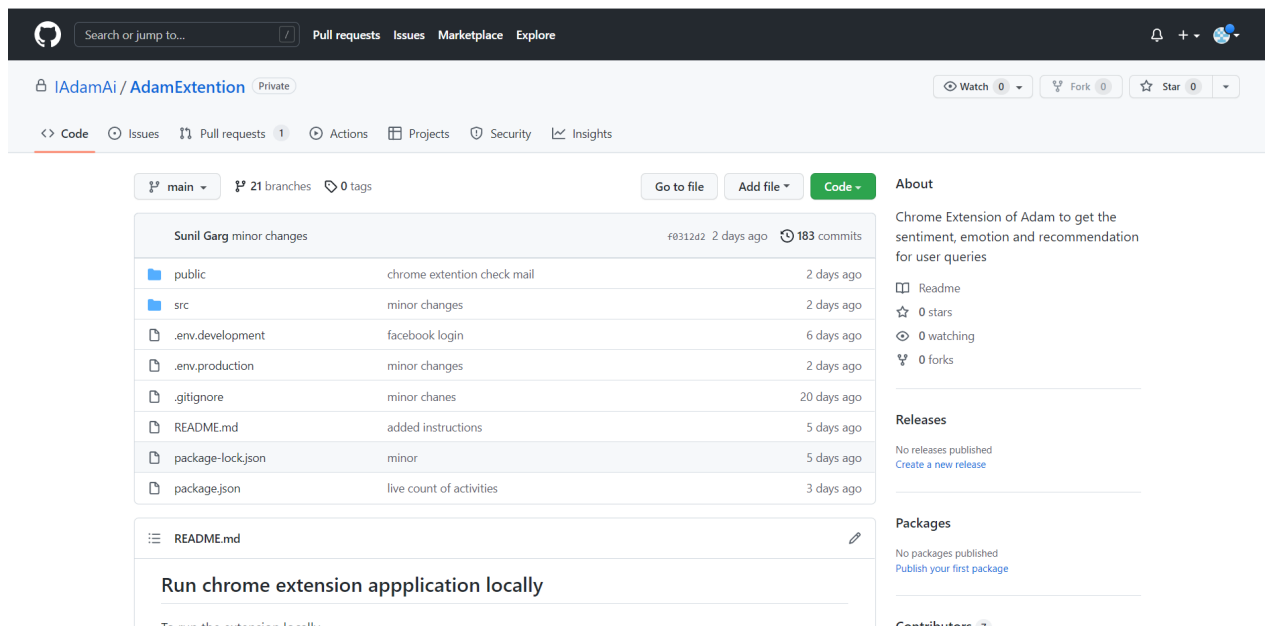 Search or jump to... /
Pull requests Issues Marketplace Explore
IAdamAi / AdamExtention Private
Watch 0 Fork 0 Star 0
Code Issues Pull requests 1 Actions Projects Security Insights
main 21 branches 0 tags
Go to file Add file Code
Sunil Garg minor changes f0312d2 2 days ago 183 commits
public chrome extention check mail 2 days ago
src minor changes 2 days ago
.env.development facebook login 6 days ago
.env.production minor changes 2 days ago
.gitignore minor chanes 20 days ago
README.md added instructions 5 days ago
package-lock.json minor 5 days ago
package.json live count of activities 3 days ago
README.md
Run chrome extension appplication locally
To run the extension locally
About
Chrome Extension of Adam to get the
sentiment, emotion and recommendation
for user queries
Readme
0 stars
0 watching
0 forks
Releases
No releases published
Create a new release
Packages
No packages published
Publish your first package
Contributors 7